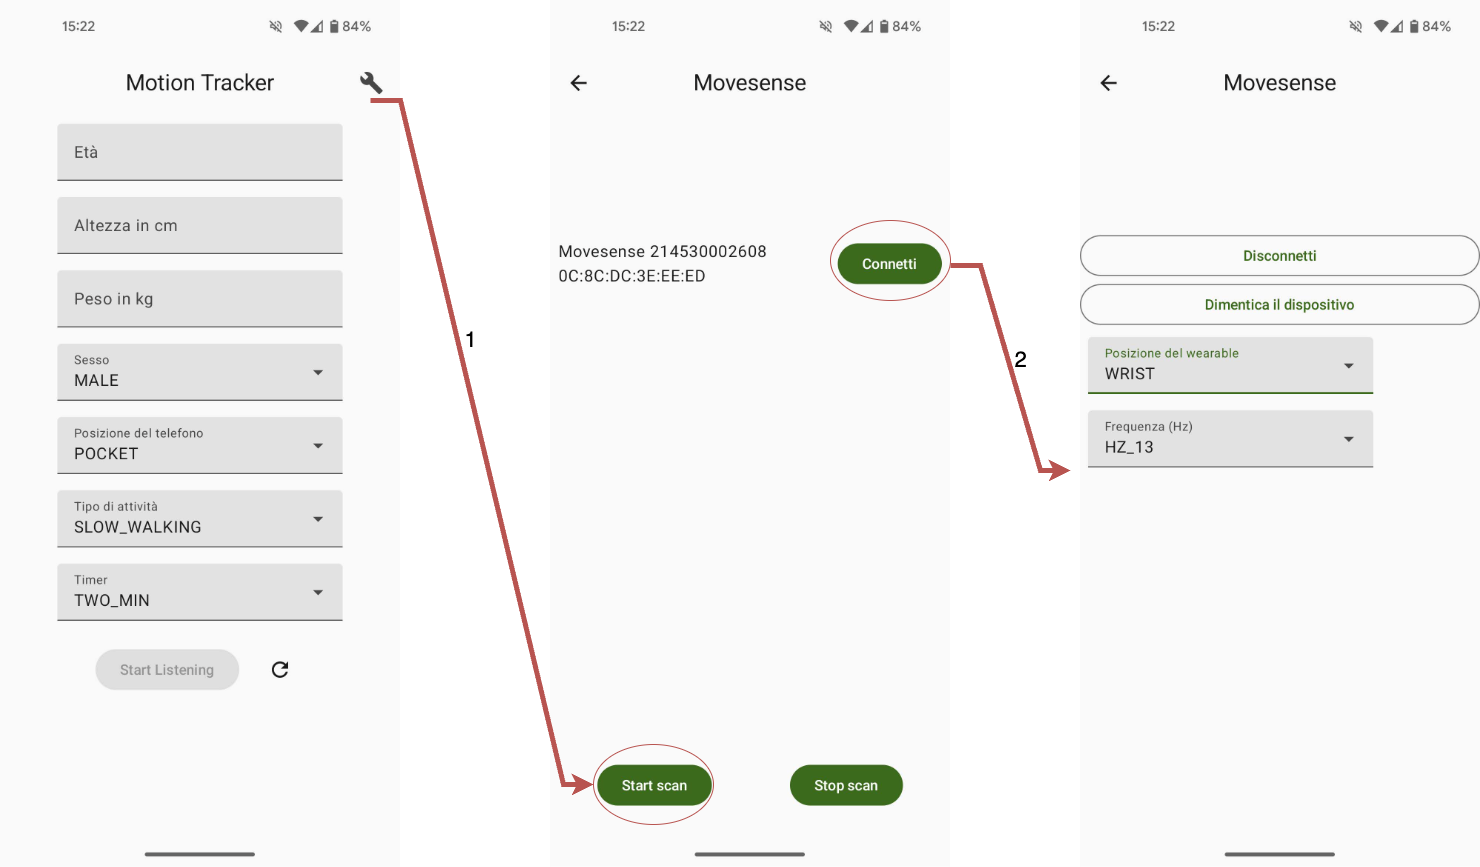 15:22
84%
Motion Tracker
Età
Altezza in cm
Peso in kg
Sesso
MALE
Posizione del telefono
POCKET
Tipo di attività
SLOW_WALKING
Timer
TWO_MIN
Start Listening
1
15:22
84%
Movesense
Movesense 214530002608
0C:8C:DC:3E:EE:ED
Connetti
Start scan
Stop scan
2
15:22
84%
Movesense
Disconnetti
Dimentica il dispositivo
Posizione del wearable
WRIST
Frequenza (Hz)
HZ_13